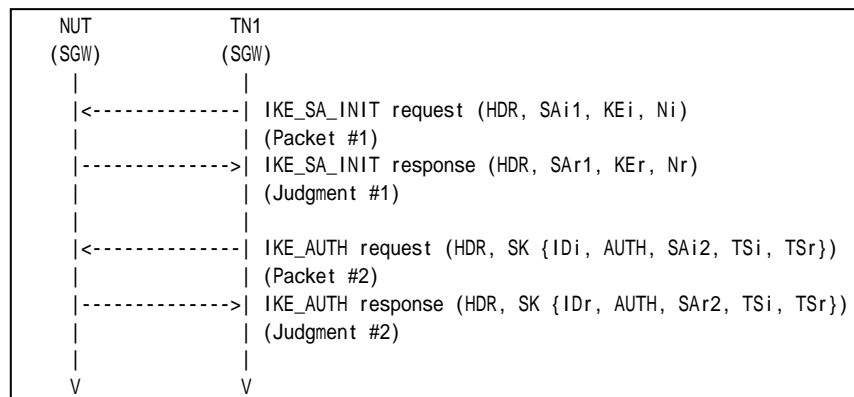 NUT TN1
(SGW) (SGW)
| |
|<--------------| IKE_SA_INIT request (HDR, SAi1, KEi, Ni)
| | (Packet #1)
|-------------->| IKE_SA_INIT response (HDR, SAr1, KEr, Nr)
| | (Judgment #1)
| |
|<--------------| IKE_AUTH request (HDR, SK {IDi, AUTH, SAi2, TSi, TSr})
| | (Packet #2)
|-------------->| IKE_AUTH response (HDR, SK {IDr, AUTH, SAr2, TSi, TSr})
| | (Judgment #2)
| |
V V